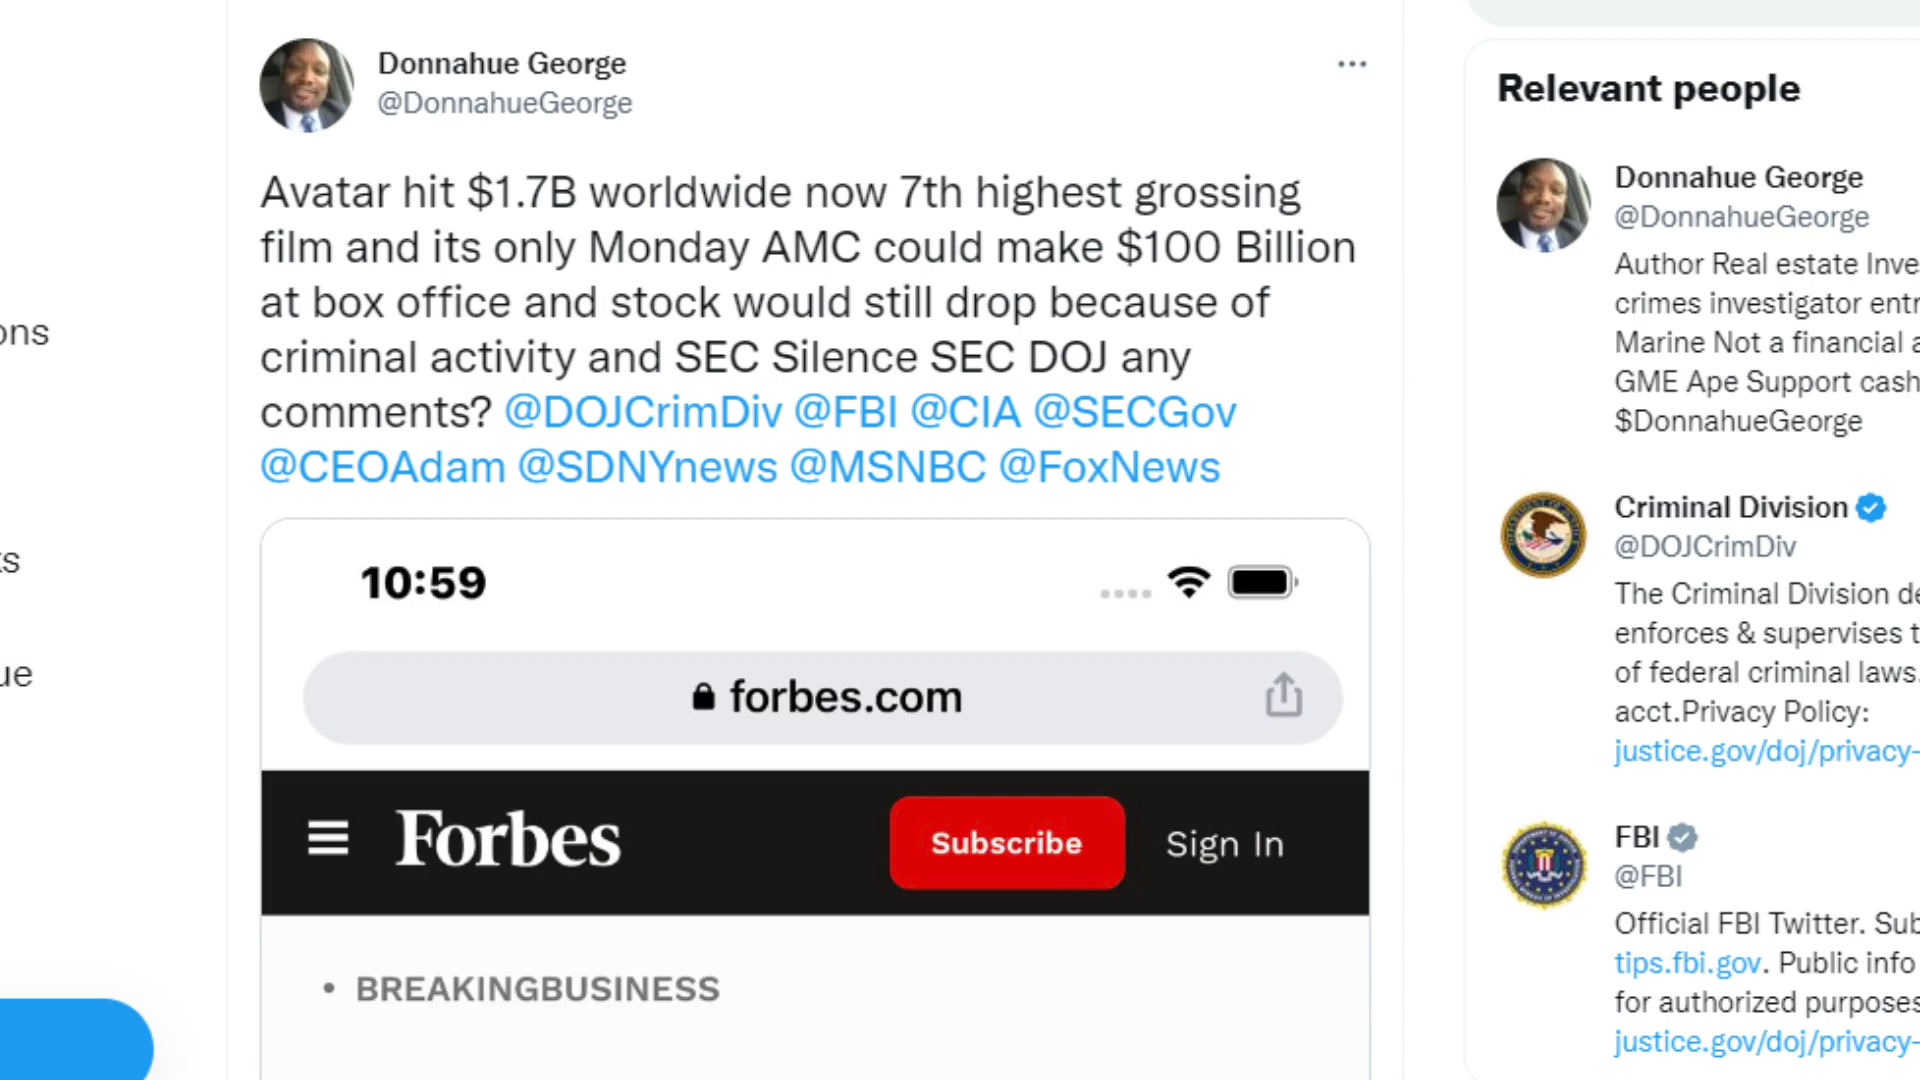 Donnahue George
@DonnahueGeorge
Avatar hit $1.7B worldwide now 7th highest grossing
film and its only Monday AMC could make $100 Billion
at box office and stock would still drop because of
criminal activity and SEC Silence SEC DOJ any
comments? @DOJCrimDiv @FBI @CIA @SECGov
@CEOAdam @SDNYnews @MSNBC @FoxNews
10:59
forbes.com
Forbes
Subscribe
Sign In
• BREAKINGBUSINESS
Relevant people
Donnahue George
@DonnahueGeorge
Author Real estate Inve
crimes investigator entr
Marine Not a financial a
GME Ape Support cash
$DonnahueGeorge
Criminal Division
@DOJCrimDiv
The Criminal Division de
enforces & supervises t
of federal criminal laws.
acct.Privacy Policy:
justice.gov/doj/privacy-
FBI
@FBI
Official FBI Twitter. Sub
tips.fbi.gov. Public info
for authorized purposes
justice.gov/doj/privacy-